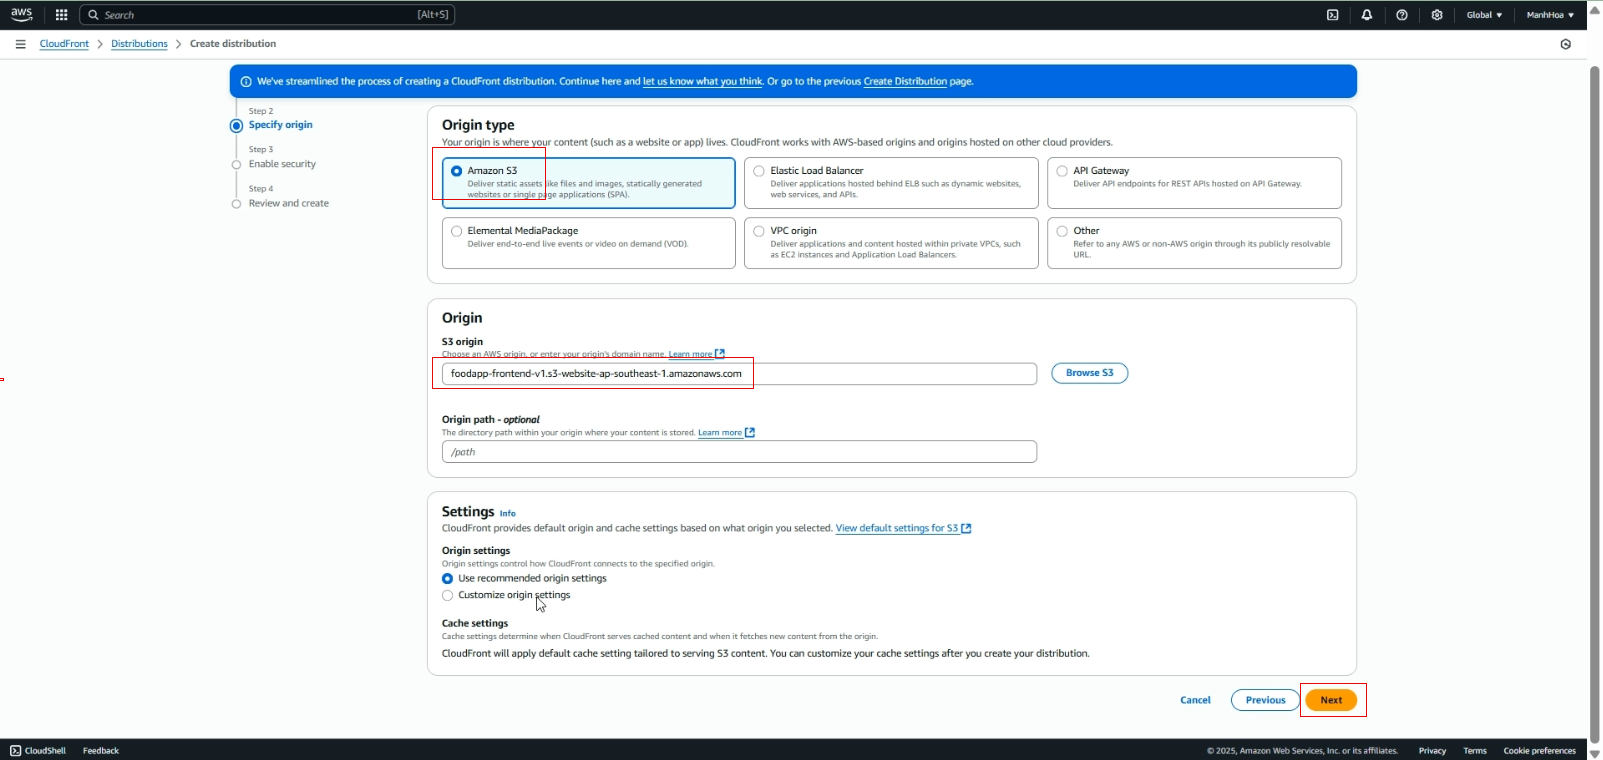 aws
Search [Alt+S]
Global ▼
ManhHoa ▼
CloudFront > Distributions > Create distribution
We've streamlined the process of creating a CloudFront distribution. Continue here and let us know what you think. Or go to the previous Create Distribution page.
Step 2
Specify origin
Step 3
Enable security
Step 4
Review and create
Origin type
Your origin is where your content (such as a website or app) lives. CloudFront works with AWS-based origins and origins hosted on other cloud providers.
Amazon S3
Deliver static assets like files and images, statically generated
websites or single page applications (SPA).
Elastic Load Balancer
Deliver applications hosted behind ELB such as dynamic websites,
web services, and APIs.
API Gateway
Deliver API endpoints for REST APIs hosted on API Gateway.
Elemental MediaPackage
Deliver end-to-end live events or video on demand (VOD).
VPC origin
Deliver applications and content hosted within private VPCs, such
as EC2 instances and Application Load Balancers.
Other
Refer to any AWS or non-AWS origin through its publicly resolvable
URL.
Origin
S3 origin
Choose an AWS origin, or enter your origin's domain name. Learn more
foodapp-frontend-v1.s3-website-ap-southeast-1.amazonaws.com
Browse S3
Origin path - optional
The directory path within your origin where your content is stored. Learn more
/path
Settings Info
CloudFront provides default origin and cache settings based on what origin you selected. View default settings for S3
Origin settings
Origin settings control how CloudFront connects to the specified origin.
Use recommended origin settings
Customize origin settings
Cache settings
Cache settings determine when CloudFront serves cached content and when it fetches new content from the origin.
CloudFront will apply default cache setting tailored to serving S3 content. You can customize your cache settings after you create your distribution.
Cancel
Previous
Next
CloudShell
Feedback
© 2025, Amazon Web Services, Inc. or its affiliates.
Privacy
Terms
Cookie preferences